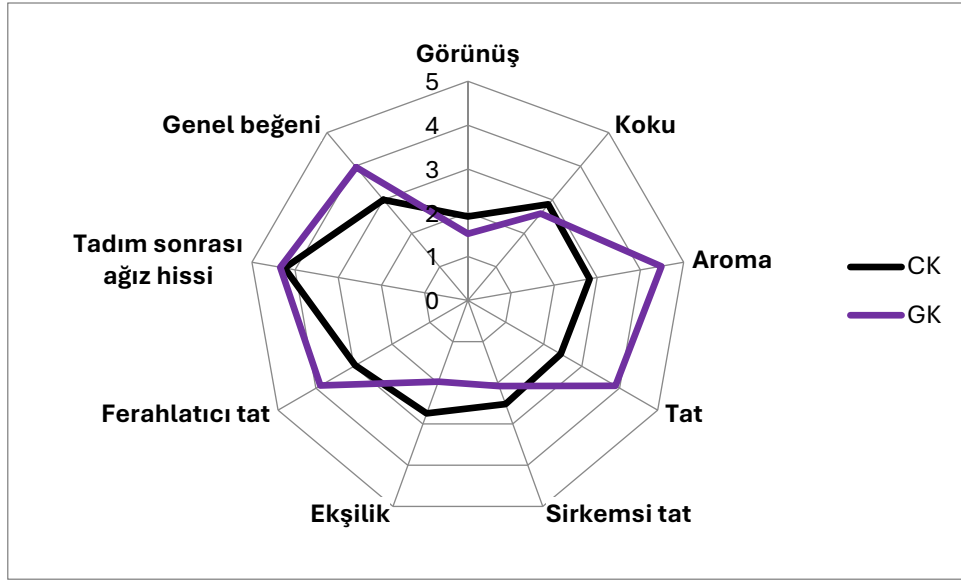 Görünüş
Koku
Aroma
Tat
Sirkemsi tat
Ekşilik
Ferahlatıcı tat
Tadım sonrası
ağız hissi
Genel beğeni
5
4
3
2
1
0
CK
GK